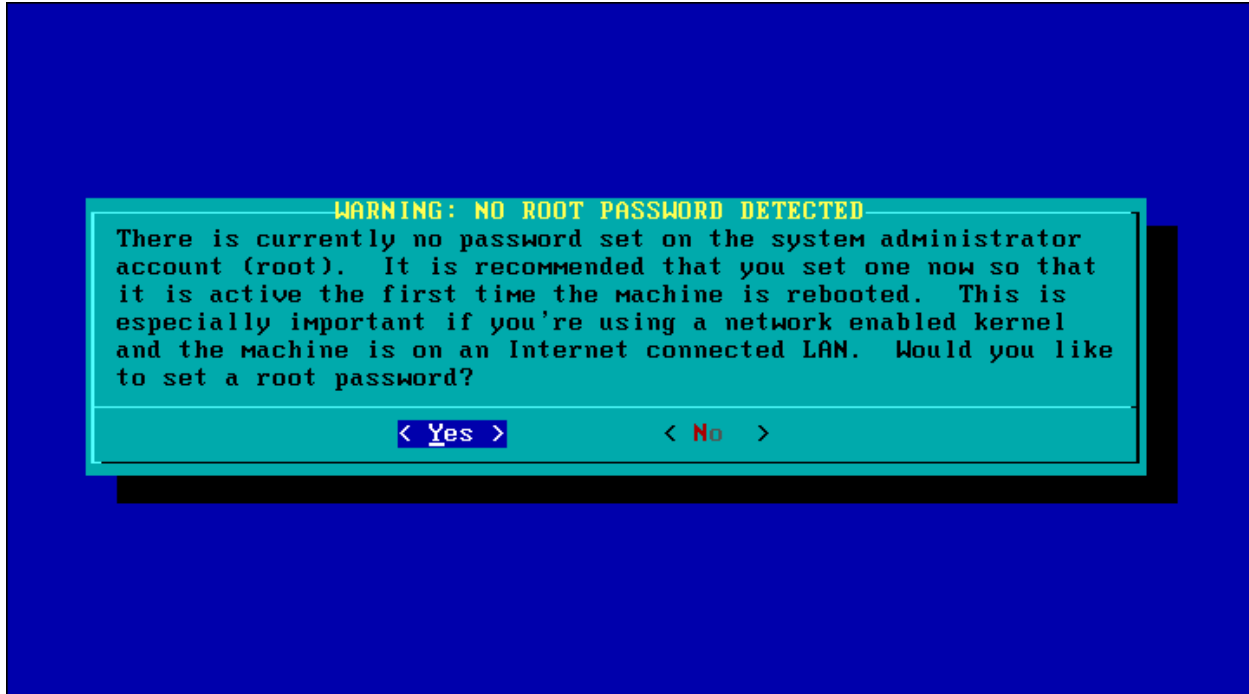 WARNING: NO ROOT PASSWORD DETECTED
There is currently no password set on the system administrator
account (root).  It is recommended that you set one now so that
it is active the first time the machine is rebooted.  This is
especially important if you're using a network enabled kernel
and the machine is on an Internet connected LAN.  Would you like
to set a root password?
< Yes > < No  >